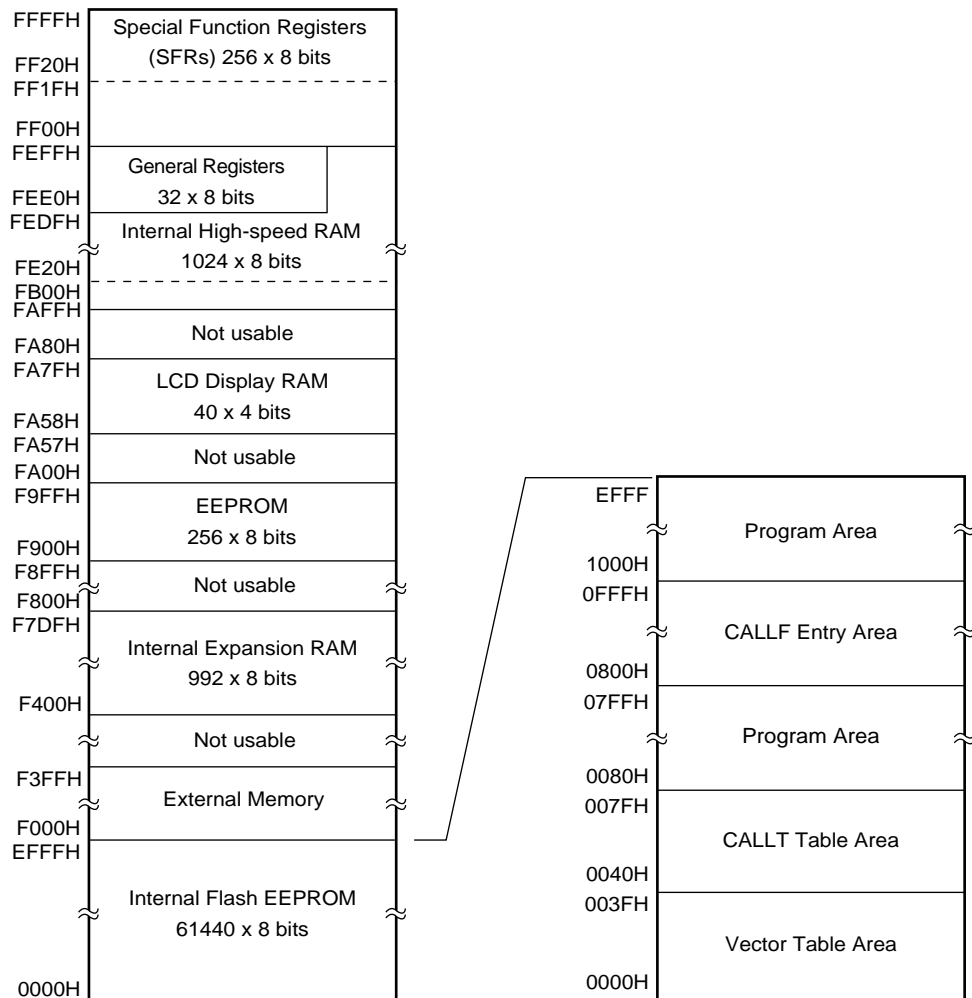 FFFFH
Special Function Registers
(SFRs) 256 x 8 bits
FF20H
FF1FH
FF00H
FEFFH
General Registers
32 x 8 bits
FEE0H
FEDFH
Internal High-speed RAM
1024 x 8 bits
FE20H
FB00H
FAFFH
Not usable
FA80H
FA7FH
LCD Display RAM
40 x 4 bits
FA58H
FA57H
Not usable
FA00H
F9FFH
EEPROM
256 x 8 bits
F900H
F8FFH
Not usable
F800H
F7DFH
Internal Expansion RAM
992 x 8 bits
F400H
Not usable
F3FFH
External Memory
F000H
EFFFH
Internal Flash EEPROM
61440 x 8 bits
0000H
EFFF
Program Area
1000H
0FFFH
CALLF Entry Area
0800H
07FFH
Program Area
0080H
007FH
CALLT Table Area
0040H
003FH
Vector Table Area
0000H